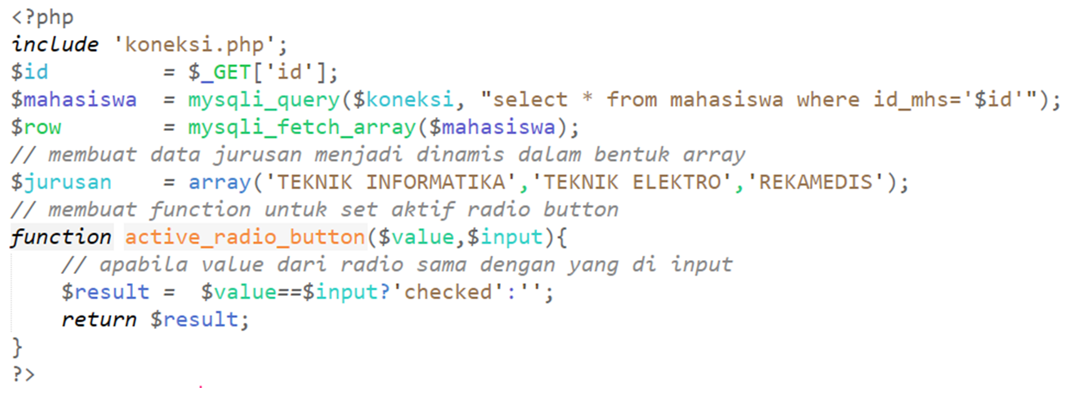 <?php
include 'koneksi.php';
$id         = $_GET['id'];
$mahasiswa  = mysqli_query($koneksi, "select * from mahasiswa where id_mhs='$id'");
$row        = mysqli_fetch_array($mahasiswa);
// membuat data jurusan menjadi dinamis dalam bentuk array
$jurusan    = array('TEKNIK INFORMATIKA','TEKNIK ELEKTRO','REKAMEDIS');
// membuat function untuk set aktif radio button
function active_radio_button($value,$input){
    // apabila value dari radio sama dengan yang di input
    $result =  $value==$input?'checked':'';
    return $result;
}
?>